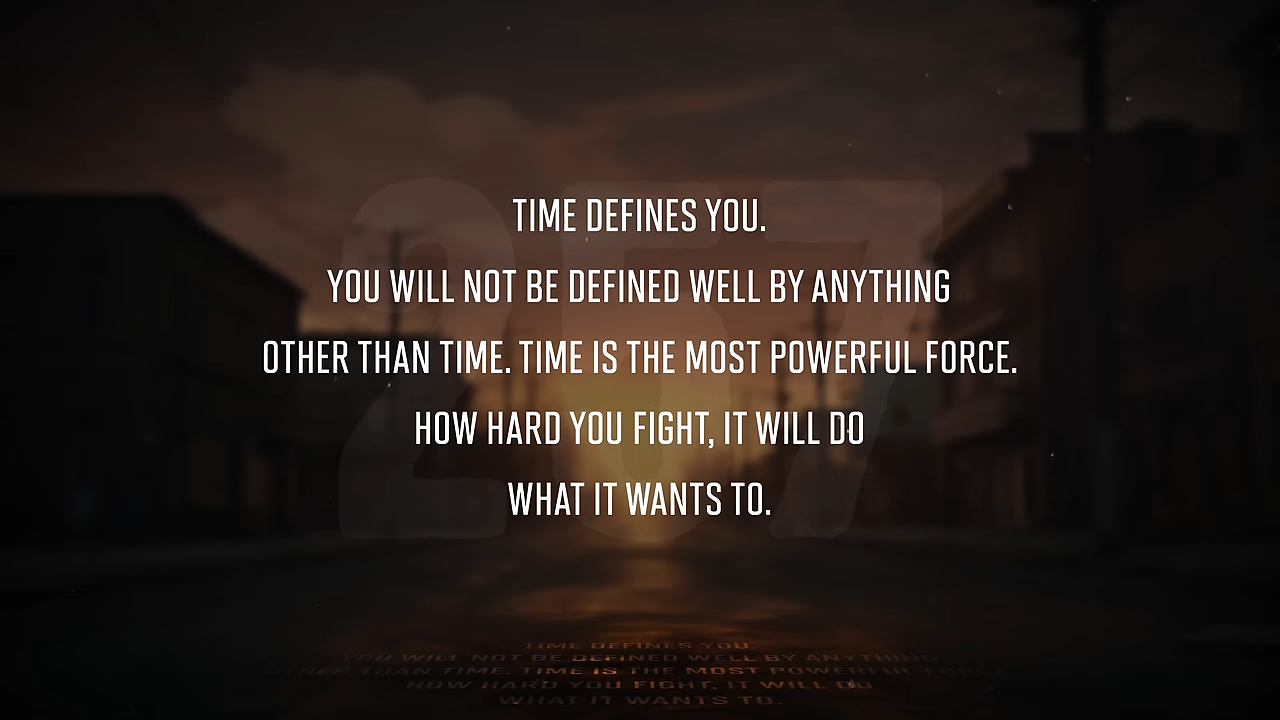 TIME DEFINES YOU.
YOU WILL NOT BE DEFINED WELL BY ANYTHING
OTHER THAN TIME. TIME IS THE MOST POWERFUL FORCE.
HOW HARD YOU FIGHT, IT WILL DO
WHAT IT WANTS TO.